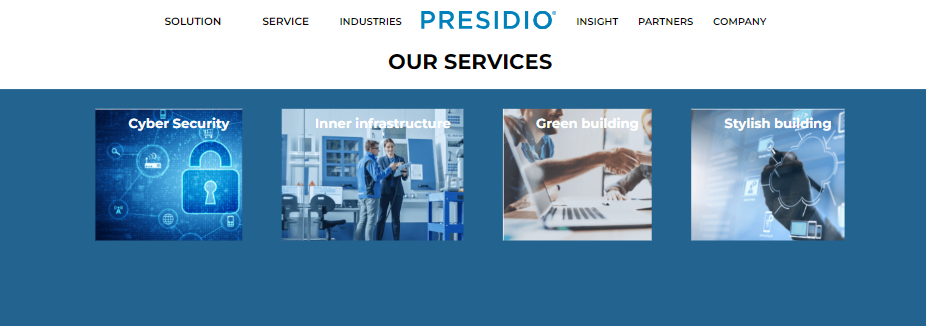 SOLUTION SERVICE INDUSTRIES PRESIDIO® INSIGHT PARTNERS COMPANY
OUR SERVICES
Cyber Security Inner infrastructure Green building Stylish building